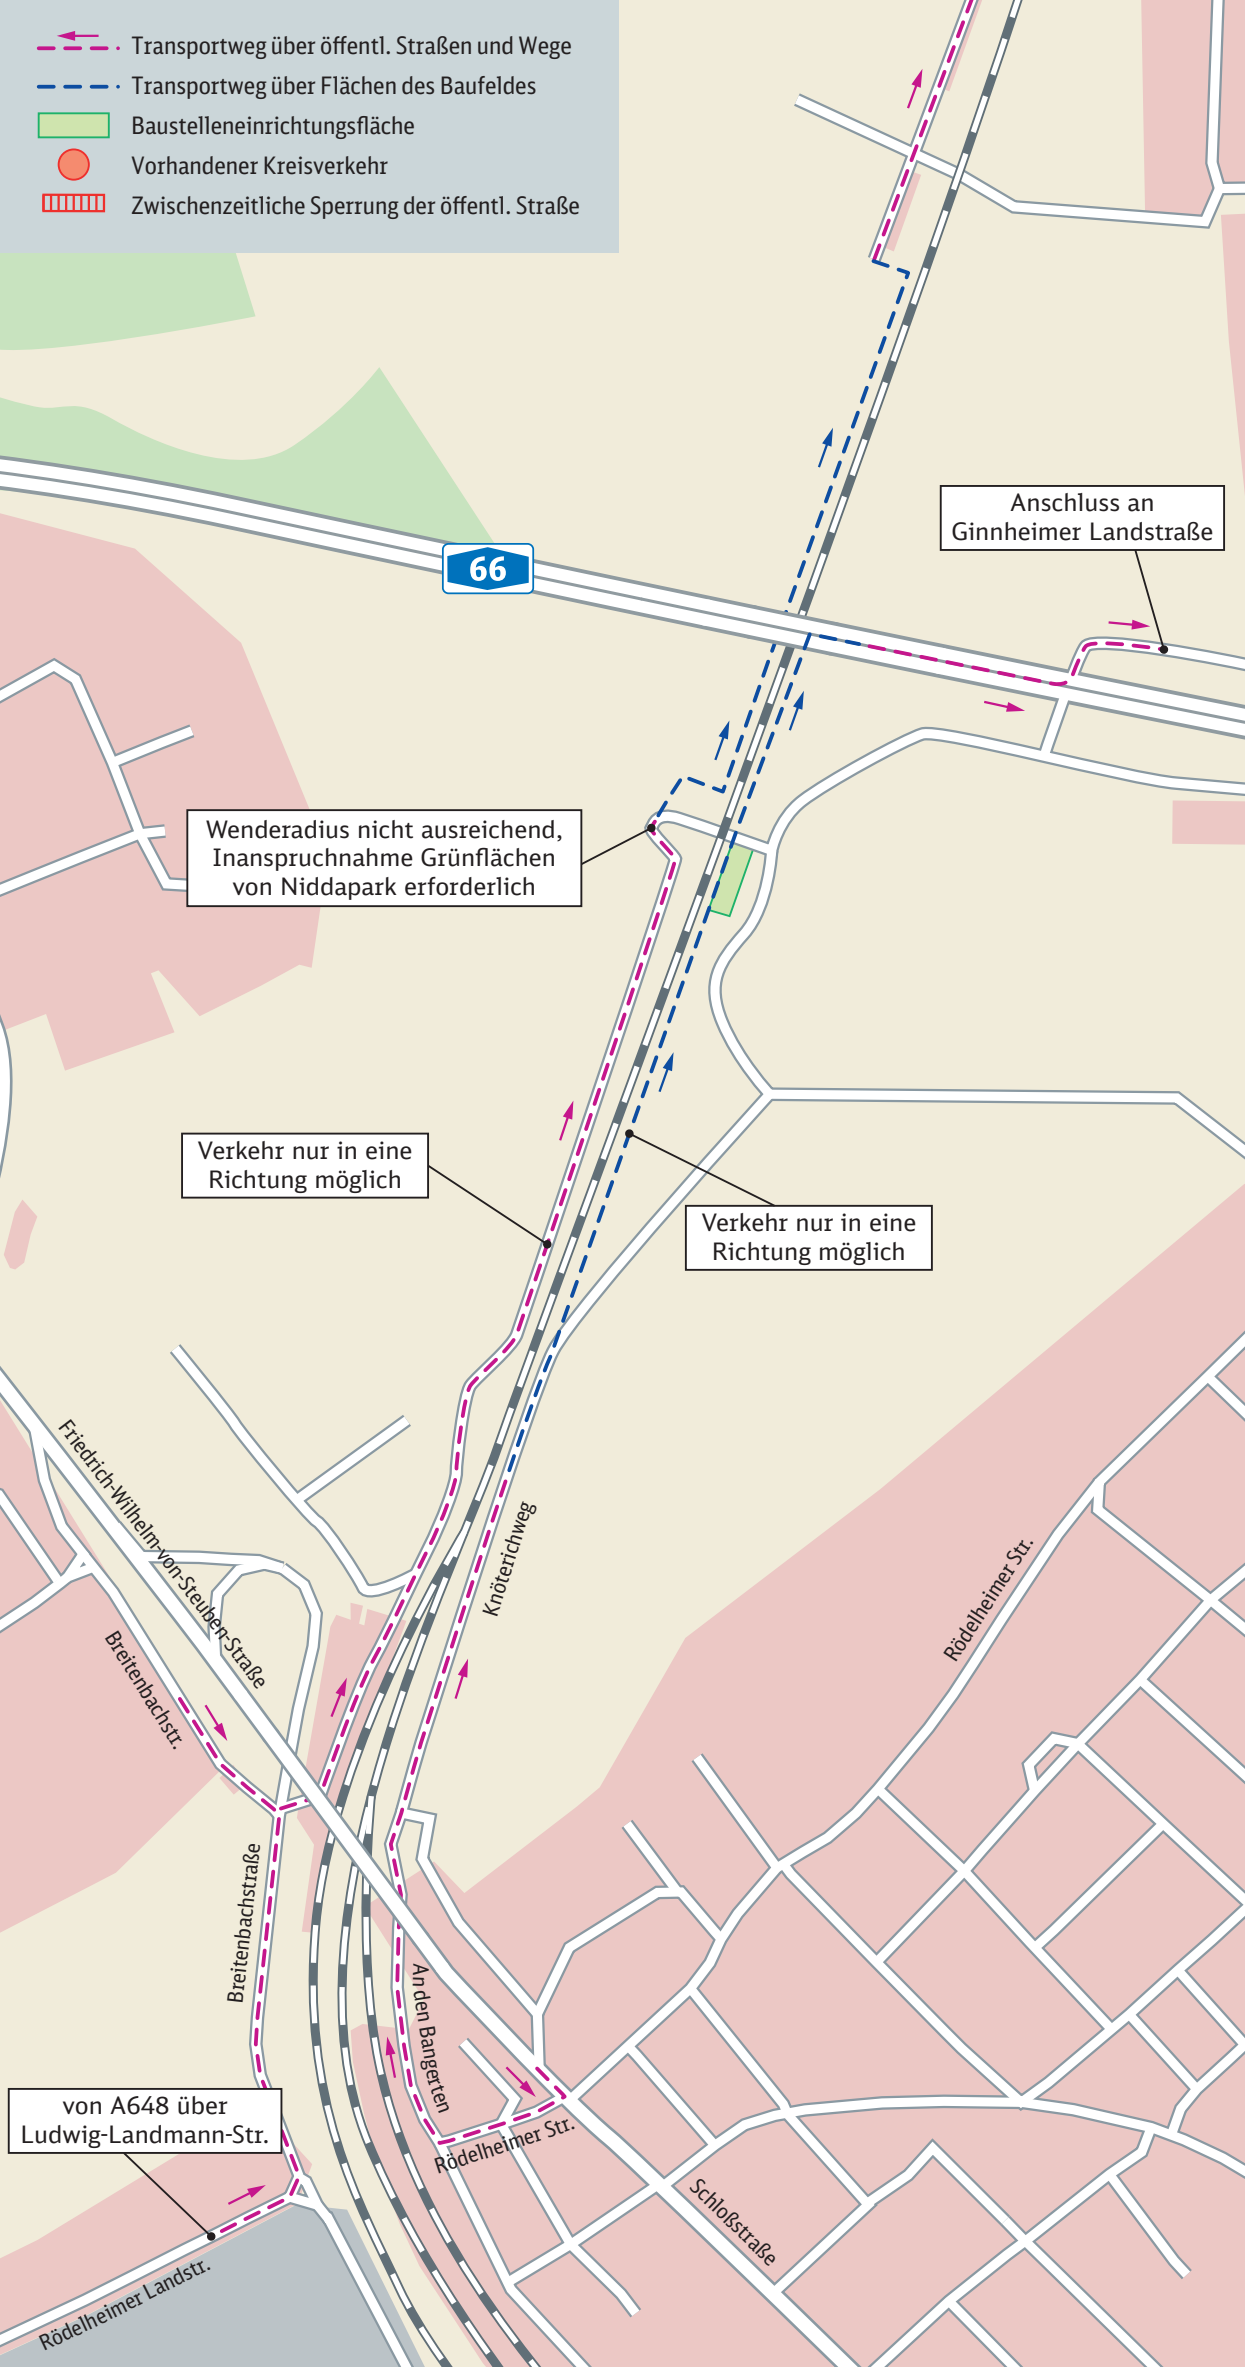 Transportweg über öffentl. Straßen und Wege
Transportweg über Flächen des Baufeldes
Baustelleneinrichtungsfläche
Vorhandener Kreisverkehr
Zwischenzeitliche Sperrung der öffentl. Straße
Anschluss an
Ginnheimer Landstraße
66
Wenderadius nicht ausreichend,
Inanspruchnahme Grünflächen
von Niddapark erforderlich
Verkehr nur in eine
Richtung möglich
Verkehr nur in eine
Richtung möglich
Friedrich-Wilhelm-von-Steuben-Straße
Knöterichweg
Rödelheimer Str.
Breitenbachstr.
Breitenbachstraße
An den Bangerten
von A648 über
Ludwig-Landmann-Str.
Rödelheimer Str.
Schloßstraße
Rödelheimer Landstr.